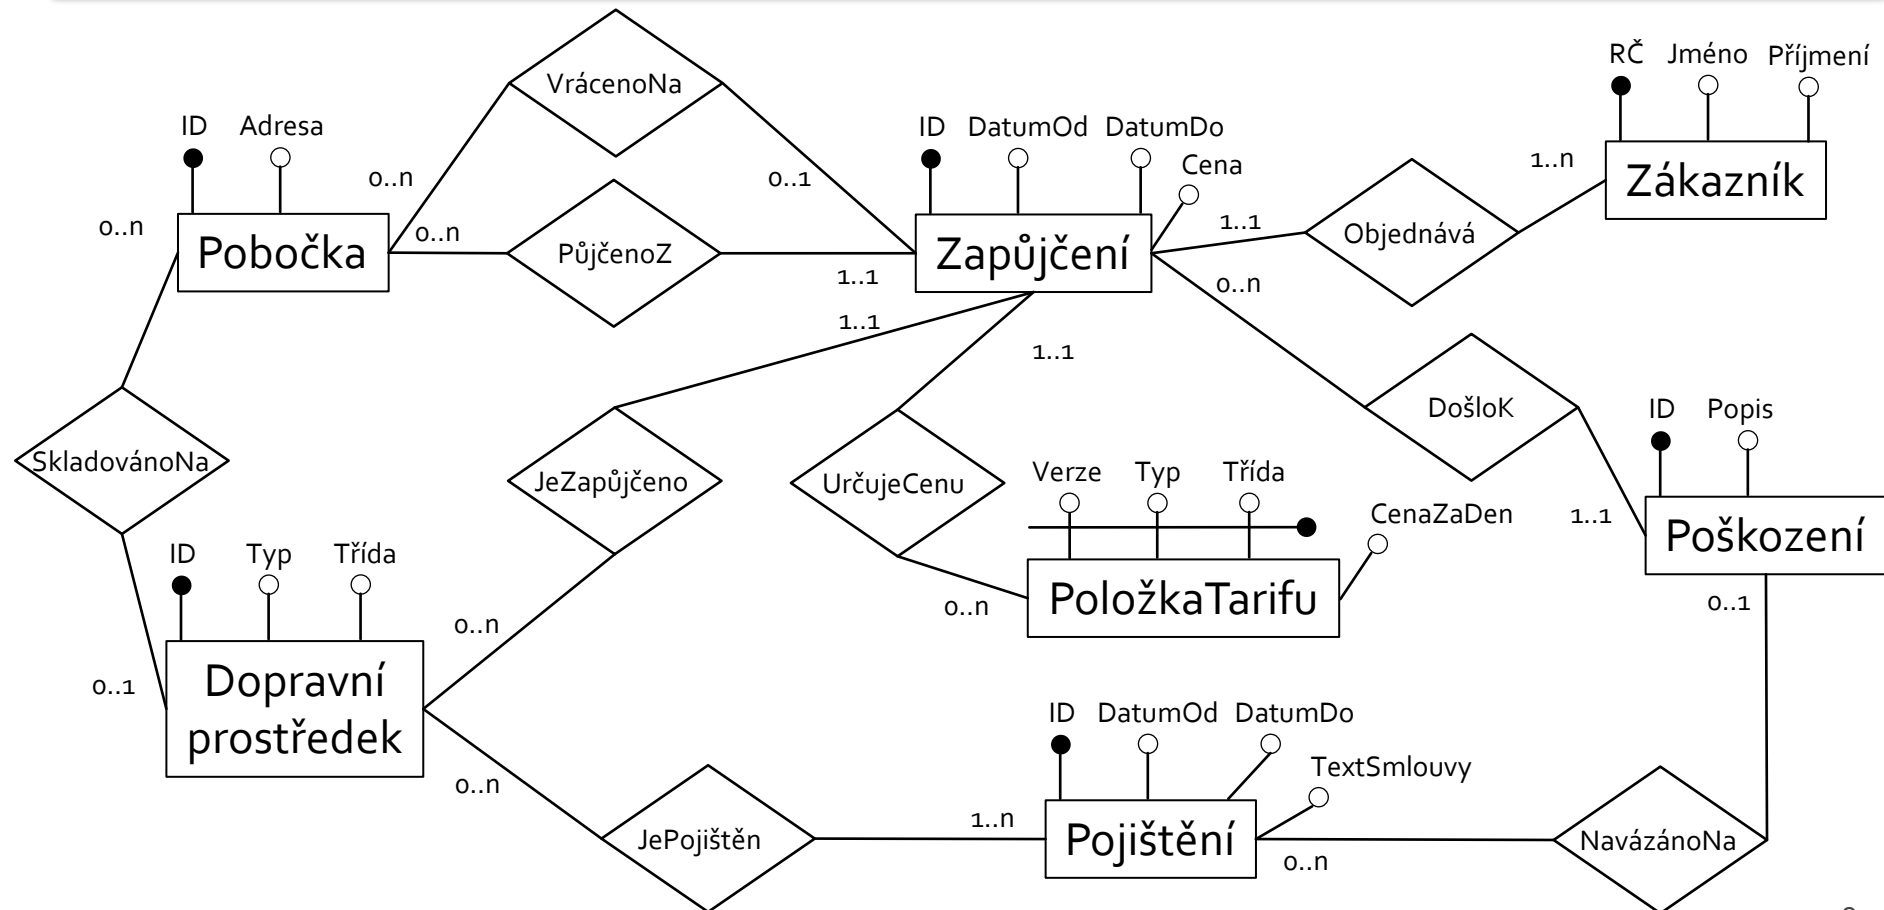 VrácenoNa
RČ Jméno Příjmení
ID Adresa
ID DatumOd DatumDo
Cena
0..n
0..1
1..n
Zákazník
0..n
0..n
1..1
Objednává
Pobočka
PůjčenoZ
Zapůjčení
1..1
0..n
1..1
1..1
DošloK
ID Popis
SkladovánoNa
JeZapůjčeno
UrčujeCenu
Verze Typ Třída
CenaZaDen
1..1
Poškození
ID Typ Třída
0..n
0..n
PoložkaTarifu
0..1
Dopravní
prostředek
0..1
ID DatumOd DatumDo
TextSmlouvy
0..n
JePojištěn
1..n
Pojištění
0..n
NavázánoNa